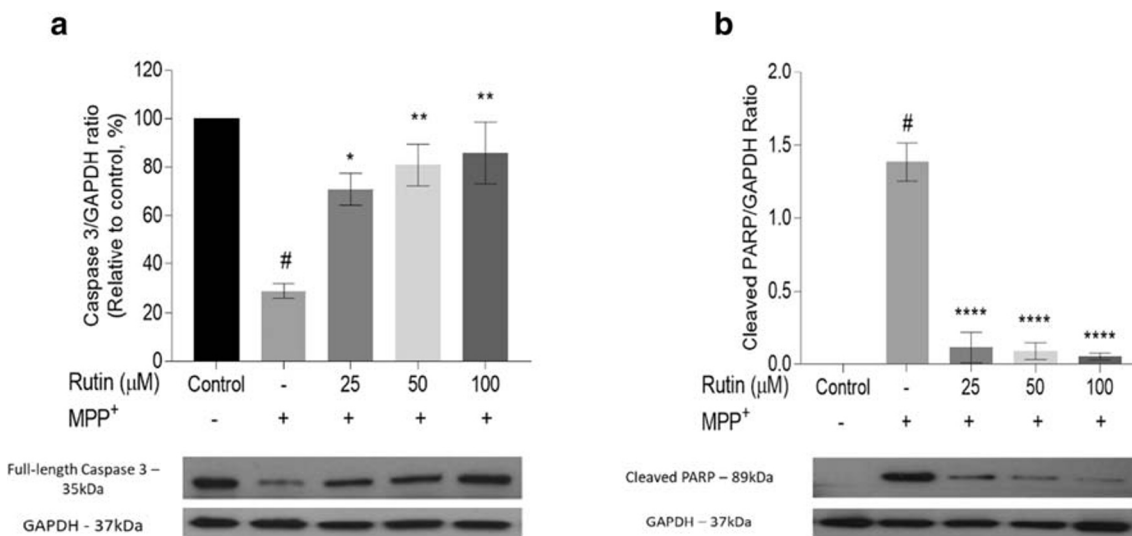 a
Caspase 3/GAPDH ratio
(Relative to control, %)
120
100
80
60
40
20
0
#
*
**
**
Rutin (µM) Control - 25 50 100
MPP+ - + + + +
Full-length Caspase 3 –
35kDa
GAPDH - 37kDa
b
Cleaved PARP/GAPDH Ratio
2.0
1.5
1.0
0.5
0.0
#
****
****
****
Rutin (µM) Control - 25 50 100
MPP+ - + + + +
Cleaved PARP – 89kDa
GAPDH – 37kDa